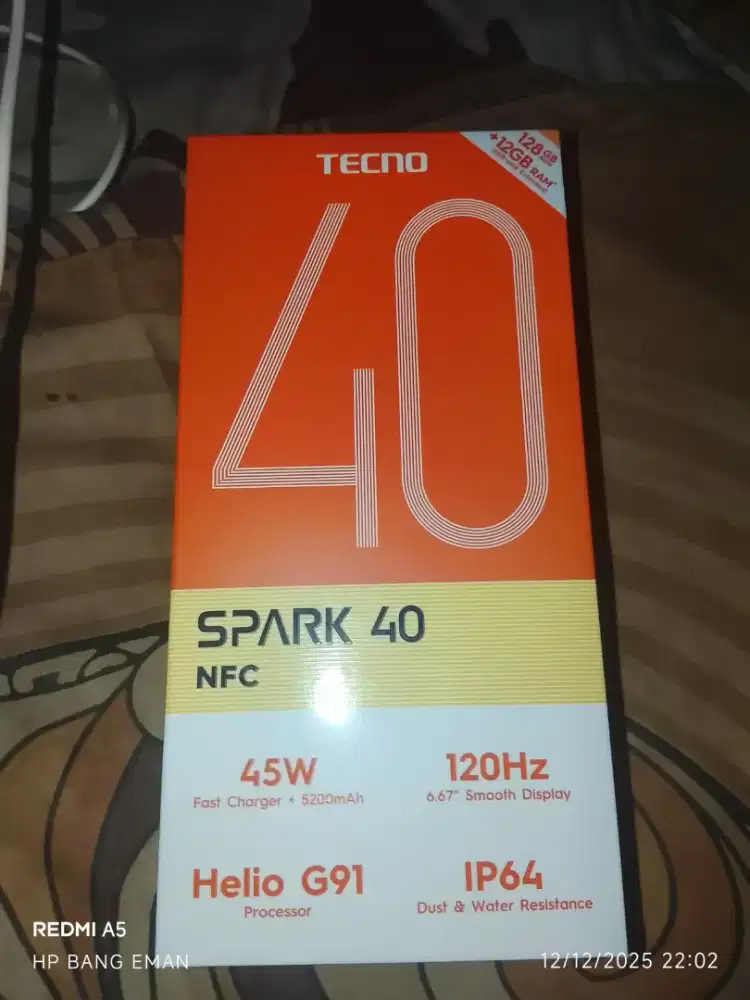 TECNO
128GB ROM
+12GB RAM*
40
SPARK 40
NFC
45W
Fast Charger + 5200mAh
120Hz
6.67" Smooth Display
Helio G91
Processor
IP64
Dust & Water Resistance
REDMI A5
HP BANG EMAN
12/12/2025 22:02